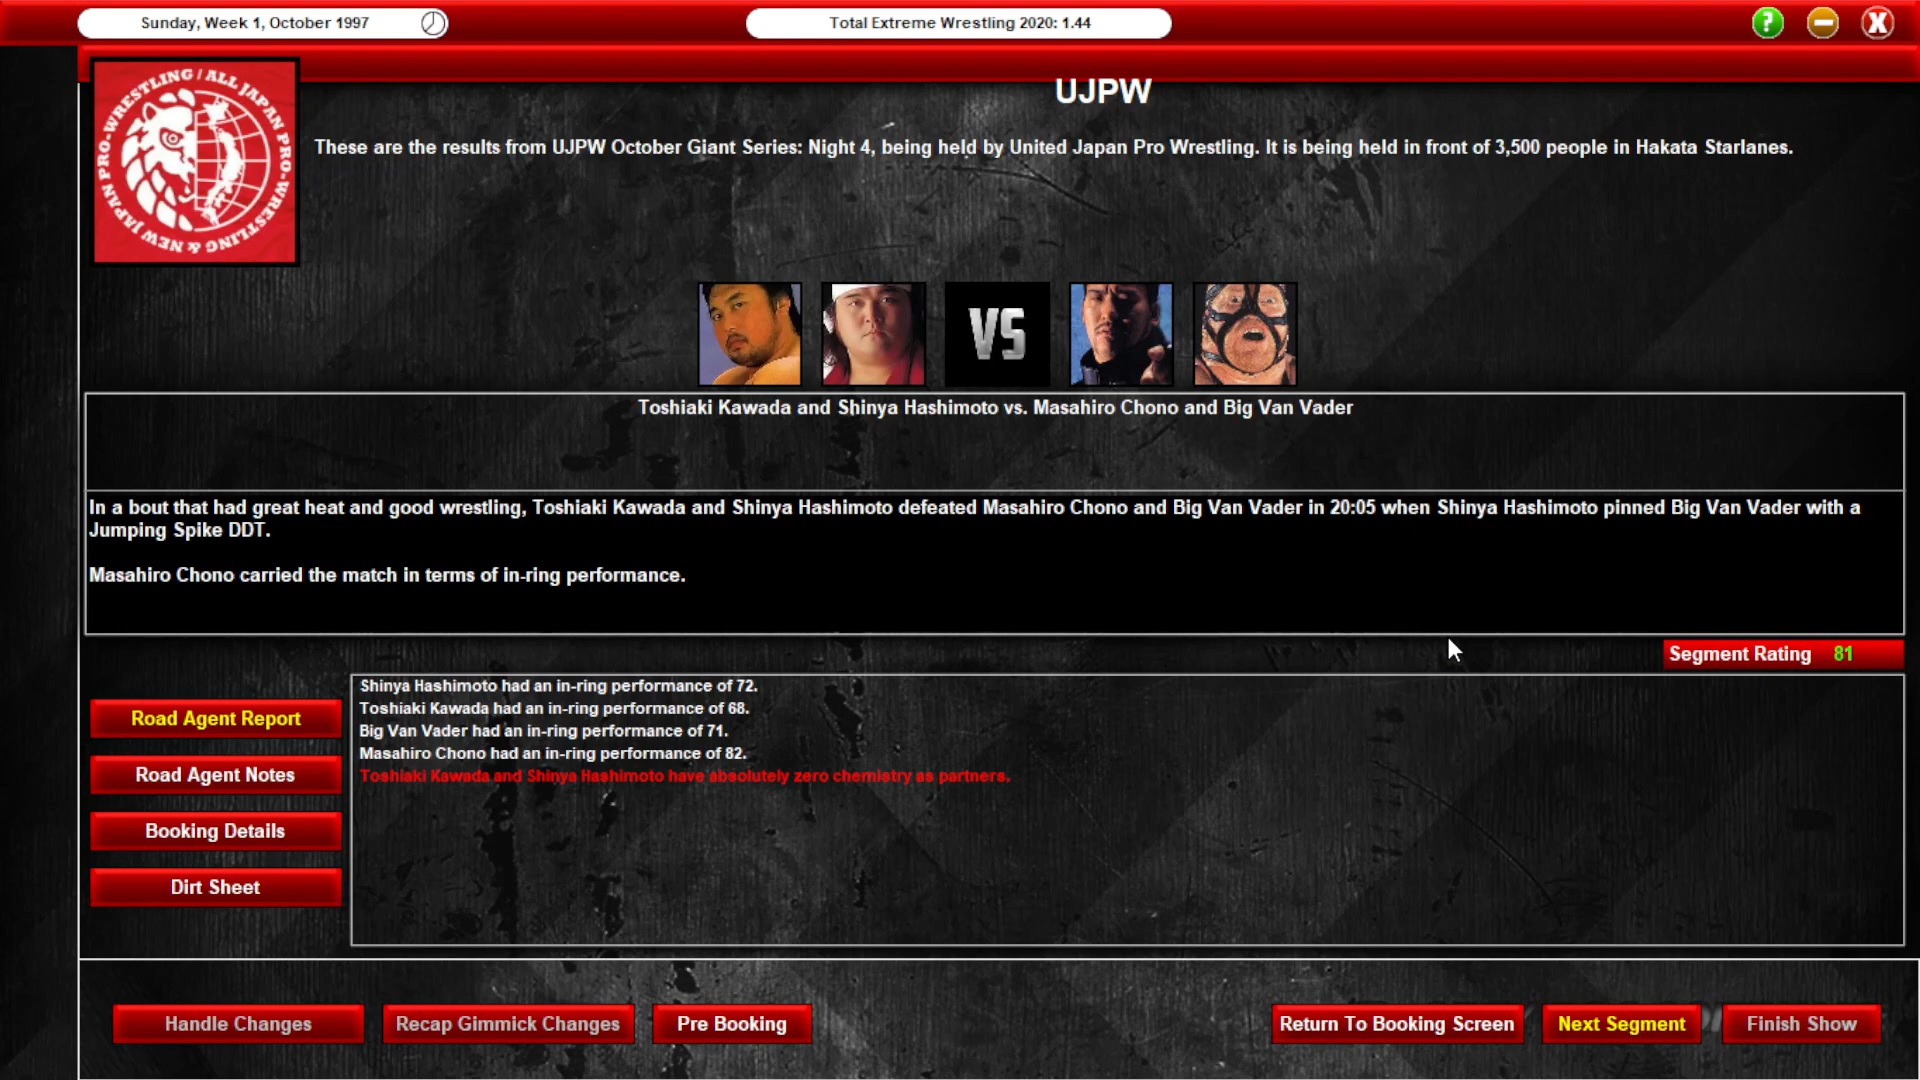 Sunday, Week 1, October 1997
Total Extreme Wrestling 2020: 1.44
?
X
PRO-WRESTLING / ALL JAPAN PRO-WRESTLING & NEW JAPAN
UJPW
These are the results from UJPW October Giant Series: Night 4, being held by United Japan Pro Wrestling. It is being held in front of 3,500 people in Hakata Starlanes.
VS
Toshiaki Kawada and Shinya Hashimoto vs. Masahiro Chono and Big Van Vader
In a bout that had great heat and good wrestling, Toshiaki Kawada and Shinya Hashimoto defeated Masahiro Chono and Big Van Vader in 20:05 when Shinya Hashimoto pinned Big Van Vader with a
Jumping Spike DDT.
Masahiro Chono carried the match in terms of in-ring performance.
Segment Rating 81
Road Agent Report
Road Agent Notes
Booking Details
Dirt Sheet
Shinya Hashimoto had an in-ring performance of 72.
Toshiaki Kawada had an in-ring performance of 68.
Big Van Vader had an in-ring performance of 71.
Masahiro Chono had an in-ring performance of 82.
Toshiaki Kawada and Shinya Hashimoto have absolutely zero chemistry as partners.
Handle Changes
Recap Gimmick Changes
Pre Booking
Return To Booking Screen
Next Segment
Finish Show